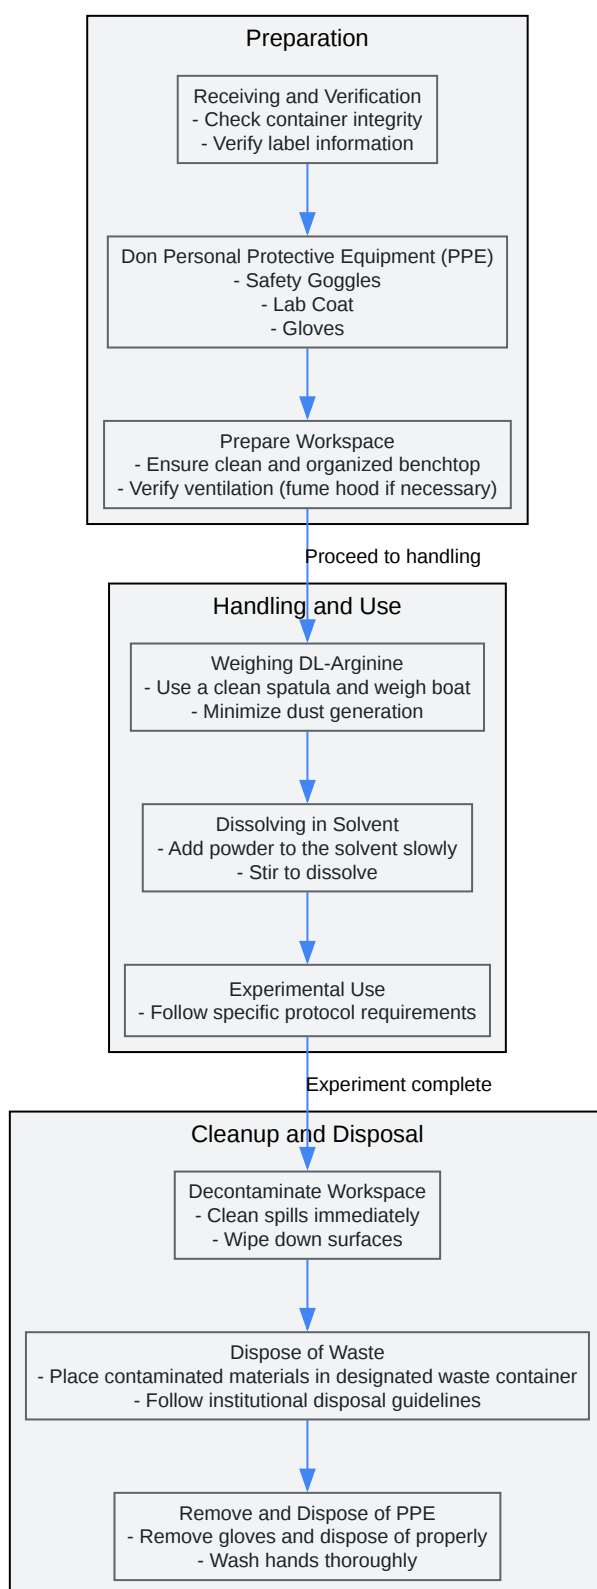 Preparation
Receiving and Verification
- Check container integrity
- Verify label information
Don Personal Protective Equipment (PPE)
- Safety Goggles
- Lab Coat
- Gloves
Prepare Workspace
- Ensure clean and organized benchtop
- Verify ventilation (fume hood if necessary)
Proceed to handling
Handling and Use
Weighing DL-Arginine
- Use a clean spatula and weigh boat
- Minimize dust generation
Dissolving in Solvent
- Add powder to the solvent slowly
- Stir to dissolve
Experimental Use
- Follow specific protocol requirements
Experiment complete
Cleanup and Disposal
Decontaminate Workspace
- Clean spills immediately
- Wipe down surfaces
Dispose of Waste
- Place contaminated materials in designated waste container
- Follow institutional disposal guidelines
Remove and Dispose of PPE
- Remove gloves and dispose of properly
- Wash hands thoroughly